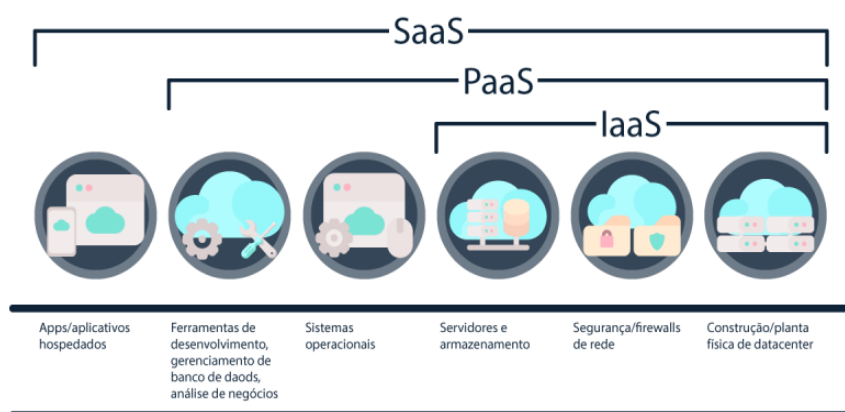 SaaS
PaaS
IaaS
Apps/aplicativos
hospedados
Ferramentas de
desenvolvimento,
gerenciamento de
banco de daods,
análise de negócios
Sistemas
operacionais
Servidores e
armazenamento
Segurança/firewalls
de rede
Construção/planta
física de datacenter